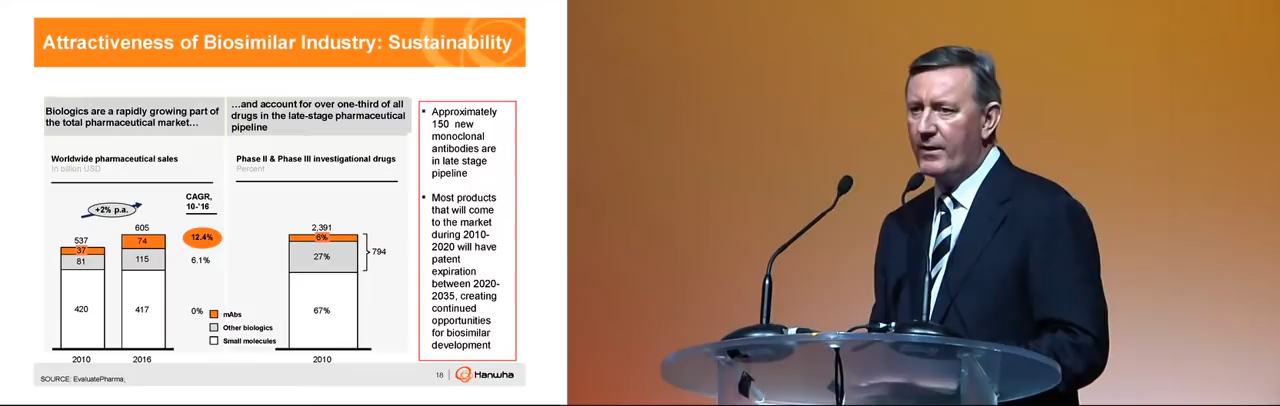 Attractiveness of Biosimilar Industry: Sustainability
Biologics are a rapidly growing part of
the total pharmaceutical market…
…and account for over one-third of all
drugs in the late-stage pharmaceutical
pipeline
Worldwide pharmaceutical sales
In billion USD
CAGR,
10-'16
+2% p.a.
537
37
81
420
2010
605
74
115
417
2016
12.4%
6.1%
0%
mAbs
Other biologics
Small molecules
Phase II & Phase III investigational drugs
Percent
2,391
6%
27%
67%
794
2010
▪ Approximately
150 new
monoclonal
antibodies are
in late stage
pipeline
▪ Most products
that will come
to the market
during 2010-
2020 will have
patent
expiration
between 2020-
2035, creating
continued
opportunities
for biosimilar
development
SOURCE: EvaluatePharma;
18
Hanwha